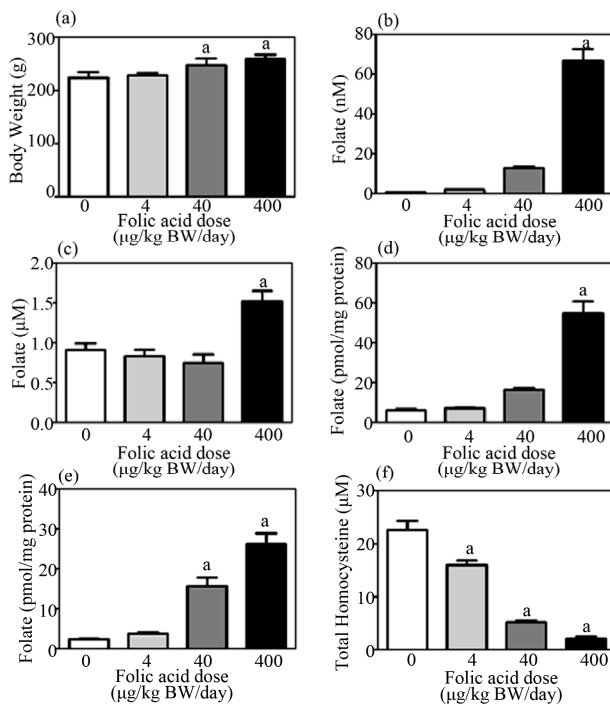 (a)
Body Weight (g)
300
200
100
0
a
a
0 4 40 400
Folic acid dose
(μg/kg BW/day)
(b)
Folate (nM)
80
60
40
20
0
a
0 4 40 400
Folic acid dose
(μg/kg BW/day)
(c)
Folate (μM)
2.0
1.5
1.0
0.5
0.0
a
0 4 40 400
Folic acid dose
(μg/kg BW/day)
(d)
Folate (pmol/mg protein)
80
60
40
20
0
a
0 4 40 400
Folic acid dose
(μg/kg BW/day)
(e)
Folate (pmol/mg protein)
40
30
20
10
0
a
a
0 4 40 400
Folic acid dose
(μg/kg BW/day)
(f)
Total Homocysteine (μM)
30
20
10
0
a
a
a
0 4 40 400
Folic acid dose
(μg/kg BW/day)